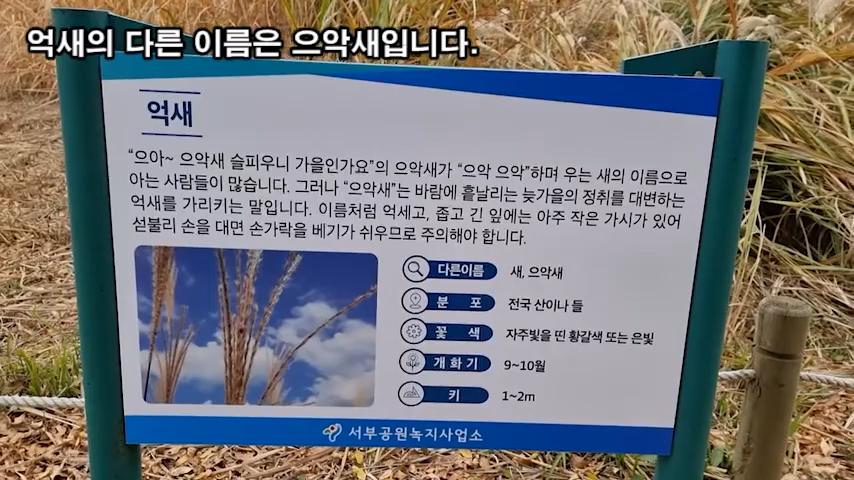 억새의 다른 이름은 으악새입니다.
억새
“으아~ 으악새 슬피우니 가을인가요”의 으악새가 “으악 으악”하며 우는 새의 이름으로
아는 사람들이 많습니다. 그러나 “으악새”는 바람에 흩날리는 늦가을의 정취를 대변하는
억새를 가리키는 말입니다. 이름처럼 억세고, 좁고 긴 잎에는 아주 작은 가시가 있어
섣불리 손을 대면 손가락을 베기가 쉬우므로 주의해야 합니다.
다른이름 새, 으악새
분 포 전국 산이나 들
꽃 색 자주빛을 띤 황갈색 또는 은빛
개 화 기 9~10월
키 1~2m
서부공원녹지사업소